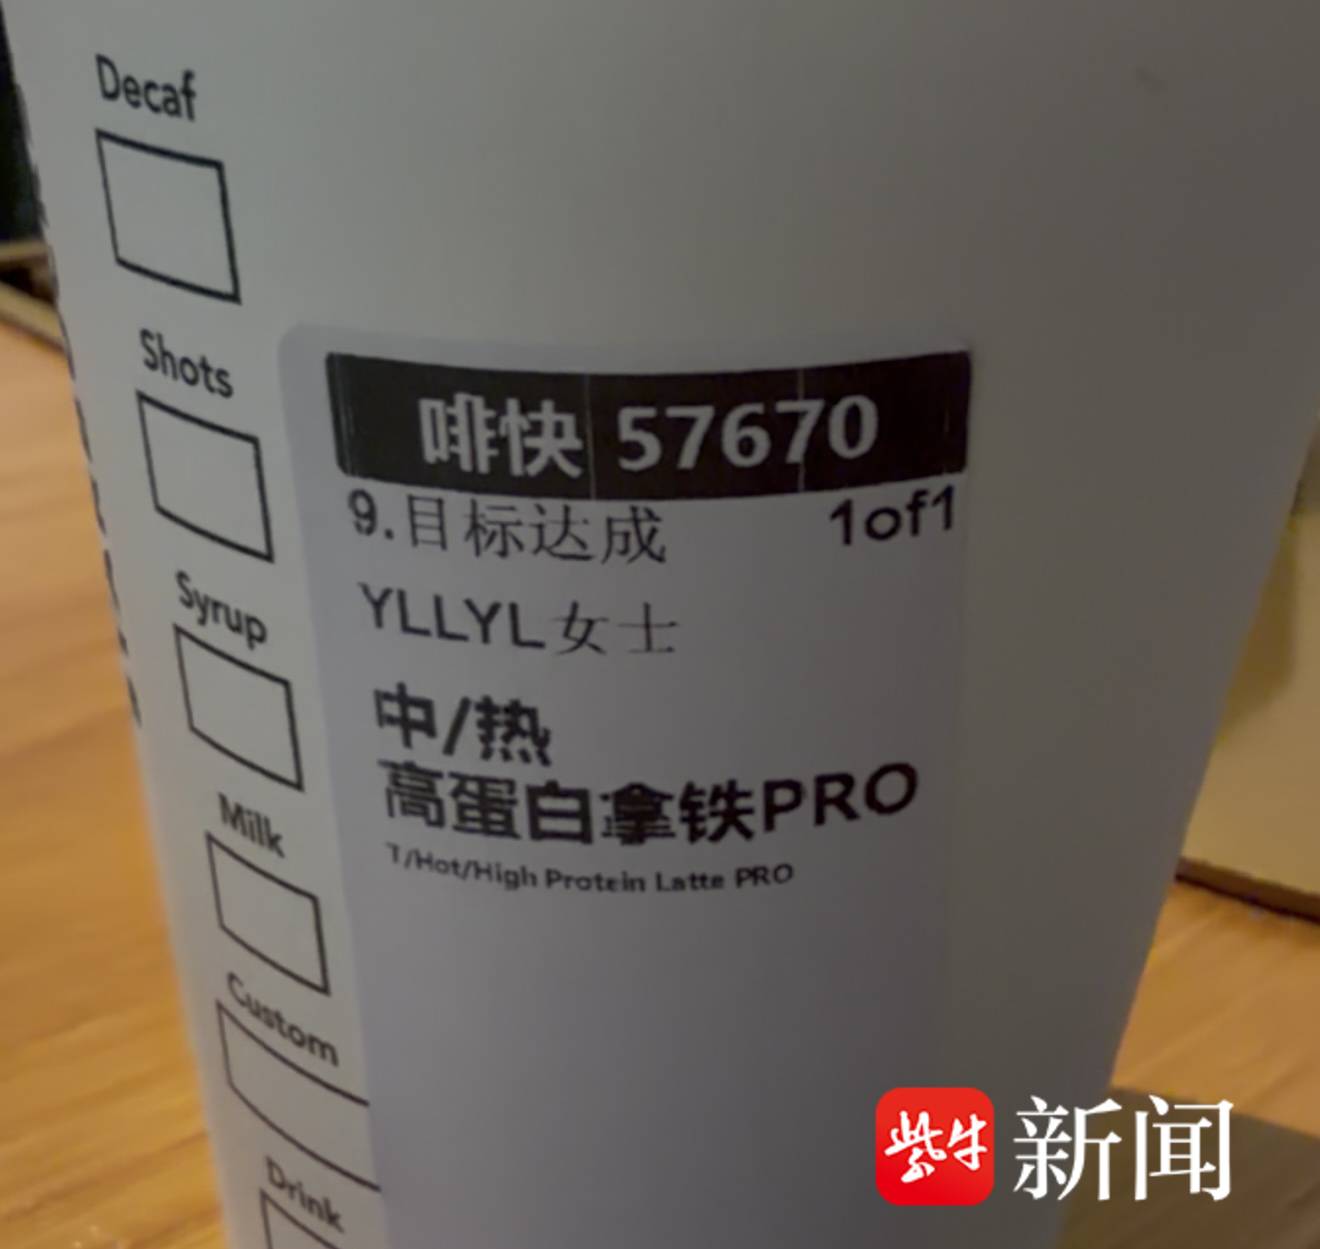 Decaf
Shots
Syrup
Milk
Custom
Drink
啡快 57670
9.目标达成 1of1
YLLYL女士
中/热
高蛋白拿铁PRO
T/Hot/High Protein Latte PRO
紫牛 新闻